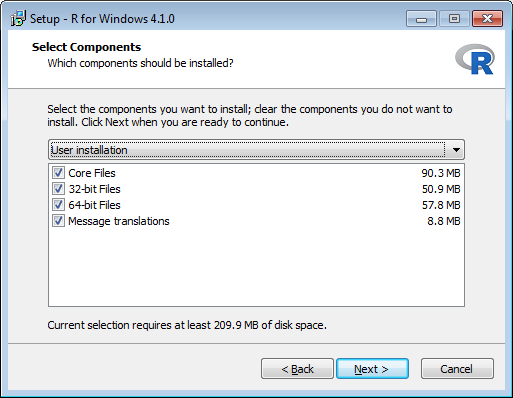 Setup - R for Windows 4.1.0
Select Components
Which components should be installed?
R
Select the components you want to install; clear the components you do not want to
install. Click Next when you are ready to continue.
User installation
Core Files 90.3 MB
32-bit Files 50.9 MB
64-bit Files 57.8 MB
Message translations 8.8 MB
Current selection requires at least 209.9 MB of disk space.
< Back Next > Cancel